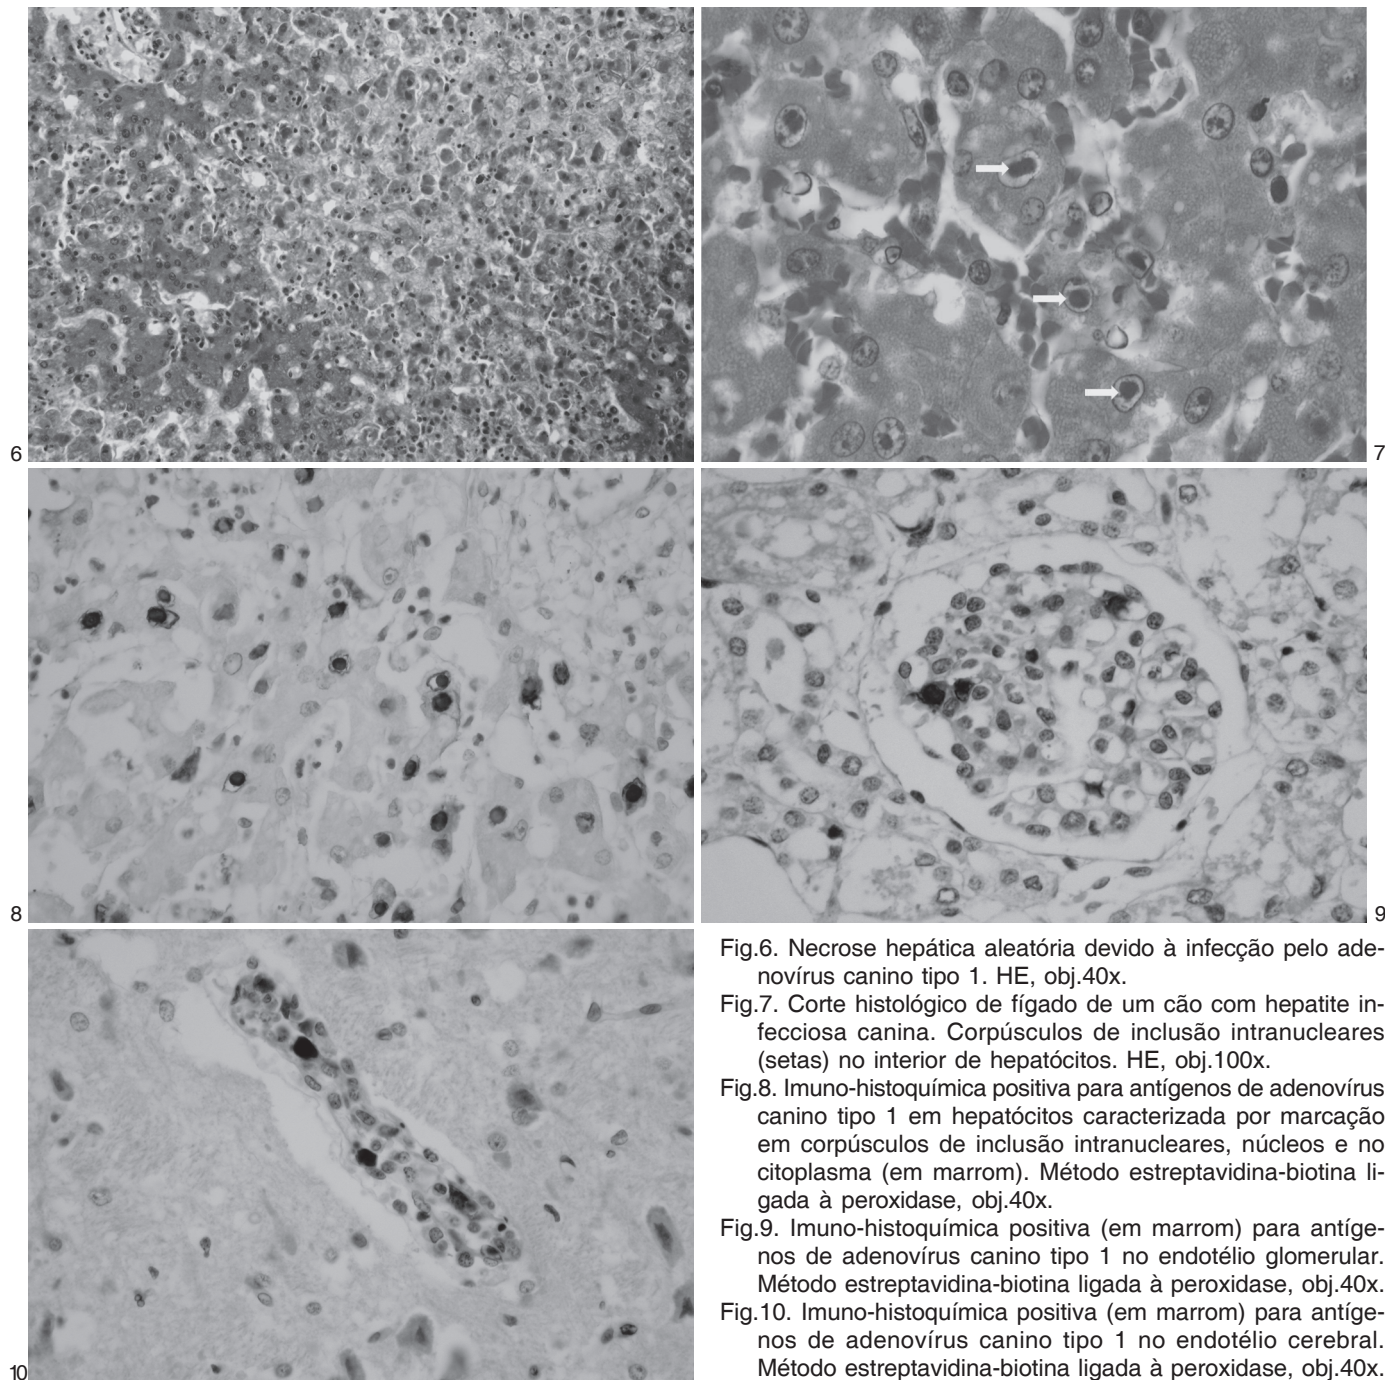 6
7
8
9
10
Fig.6. Necrose hepática aleatória devido à infecção pelo ade-
novírus canino tipo 1. HE, obj.40x.
Fig.7. Corte histológico de fígado de um cão com hepatite in-
fecciosa canina. Corpúsculos de inclusão intranucleares
(setas) no interior de hepatócitos. HE, obj.100x.
Fig.8. Imuno-histoquímica positiva para antígenos de adenovírus
canino tipo 1 em hepatócitos caracterizada por marcação
em corpúsculos de inclusão intranucleares, núcleos e no
citoplasma (em marrom). Método estreptavidina-biotina li-
gada à peroxidase, obj.40x.
Fig.9. Imuno-histoquímica positiva (em marrom) para antíge-
nos de adenovírus canino tipo 1 no endotélio glomerular.
Método estreptavidina-biotina ligada à peroxidase, obj.40x.
Fig.10. Imuno-histoquímica positiva (em marrom) para antíge-
nos de adenovírus canino tipo 1 no endotélio cerebral.
Método estreptavidina-biotina ligada à peroxidase, obj.40x.